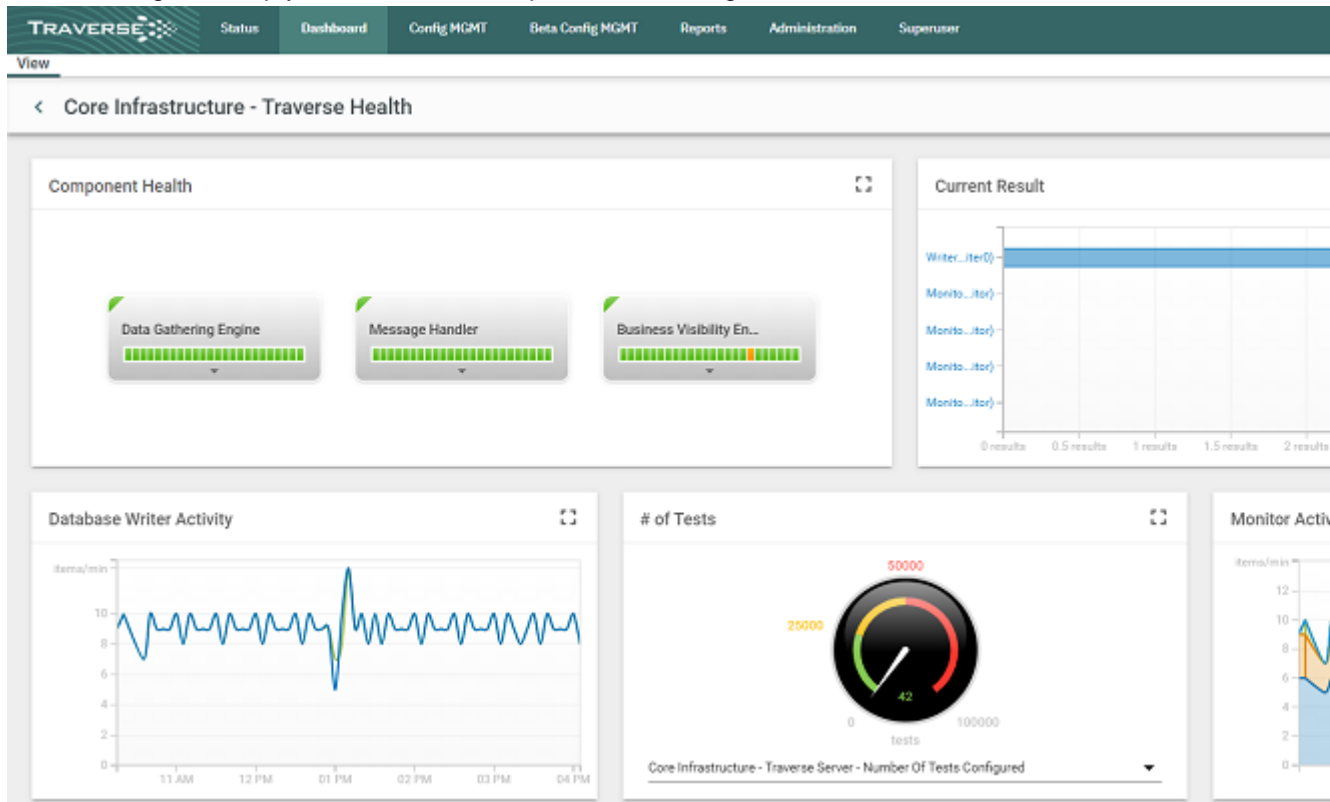 TRAVERSE Status Dashboard Config MGMT Beta Config MGMT Reports Administration Superuser
View
< Core Infrastructure - Traverse Health
Component Health
Data Gathering Engine
Message Handler
Business Visibility En...
Current Result
Writer...iter0)
Monito...itor)
Monito...itor)
Monito...itor)
Monito...itor)
0 results 0.5 results 1 results 1.5 results 2 results
Database Writer Activity
items/min
10
8
6
4
2
0
11 AM 12 PM 01 PM 02 PM 03 PM 04 PM
# of Tests
50000
25000
42
0 100000
tests
Core Infrastructure - Traverse Server - Number Of Tests Configured
Monitor Activ
items/min
12
10
8
6
4
2
0